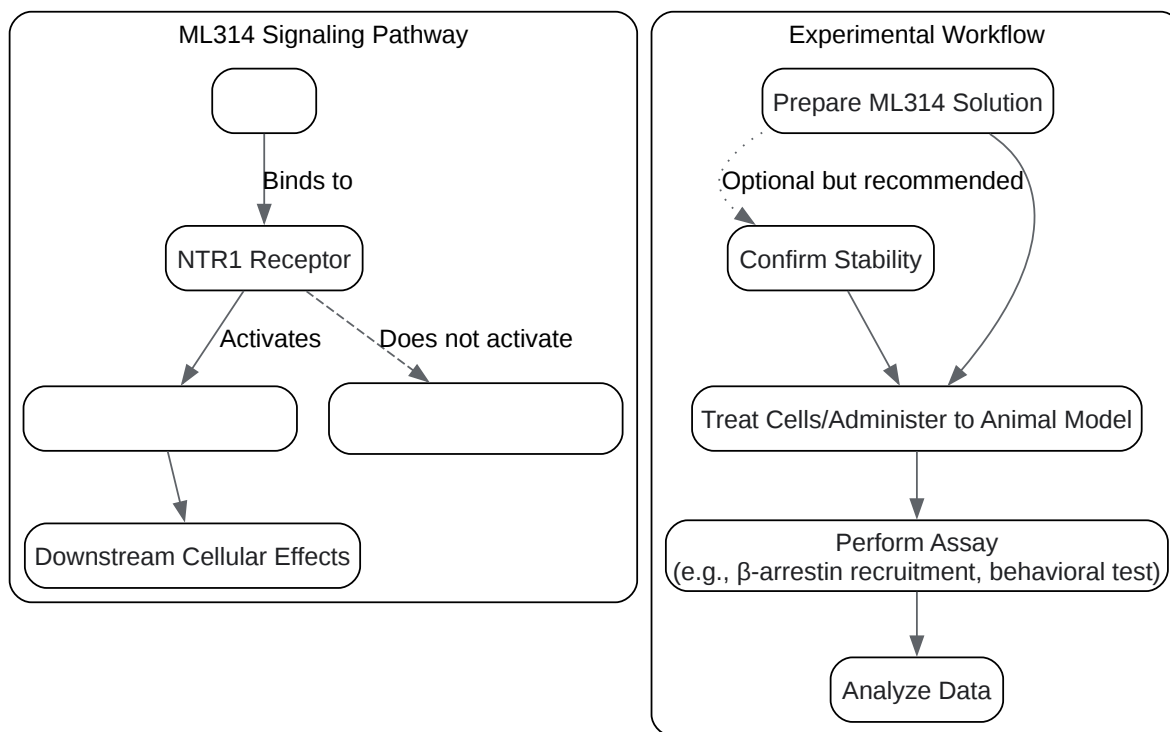 ML314 Signaling Pathway
Binds to
NTR1 Receptor
Activates
Does not activate
Downstream Cellular Effects
Experimental Workflow
Prepare ML314 Solution
Optional but recommended
Confirm Stability
Treat Cells/Administer to Animal Model
Perform Assay
(e.g., β-arrestin recruitment, behavioral test)
Analyze Data